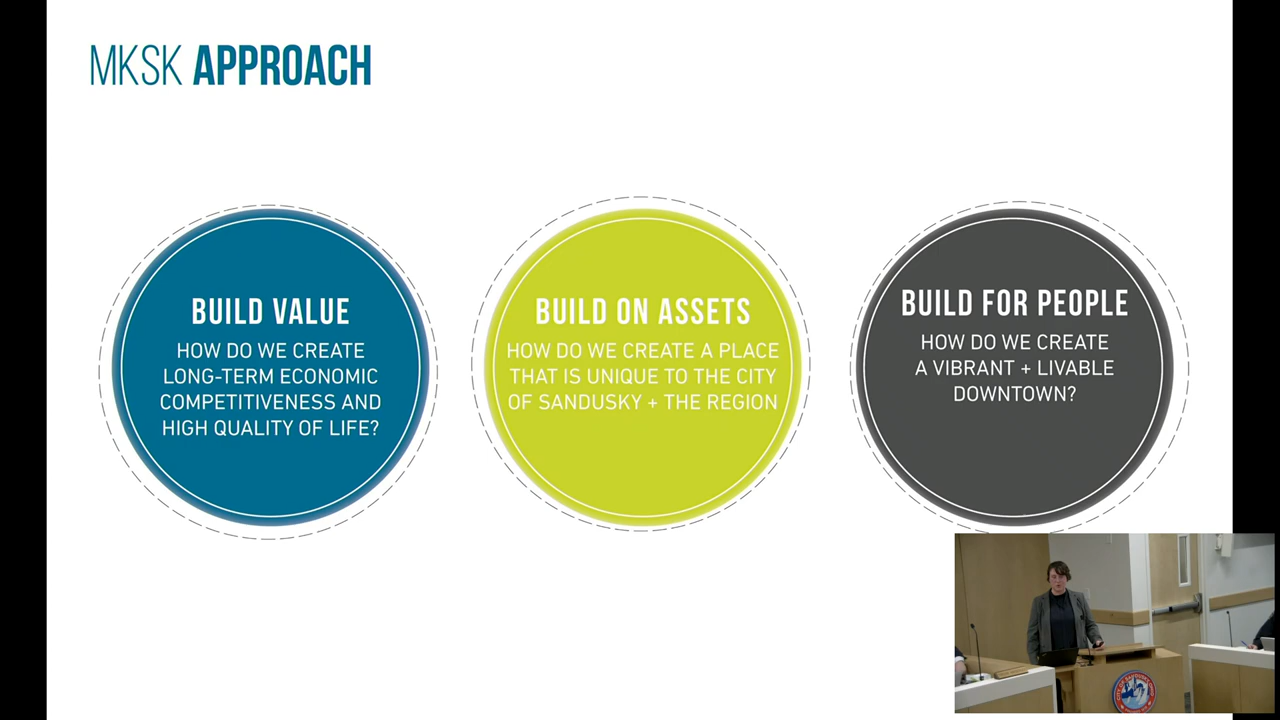 MKSK APPROACH
BUILD VALUE
HOW DO WE CREATE
LONG-TERM ECONOMIC
COMPETITIVENESS AND
HIGH QUALITY OF LIFE?
BUILD ON ASSETS
HOW DO WE CREATE A PLACE
THAT IS UNIQUE TO THE CITY
OF SANDUSKY + THE REGION
BUILD FOR PEOPLE
HOW DO WE CREATE
A VIBRANT + LIVABLE
DOWNTOWN?